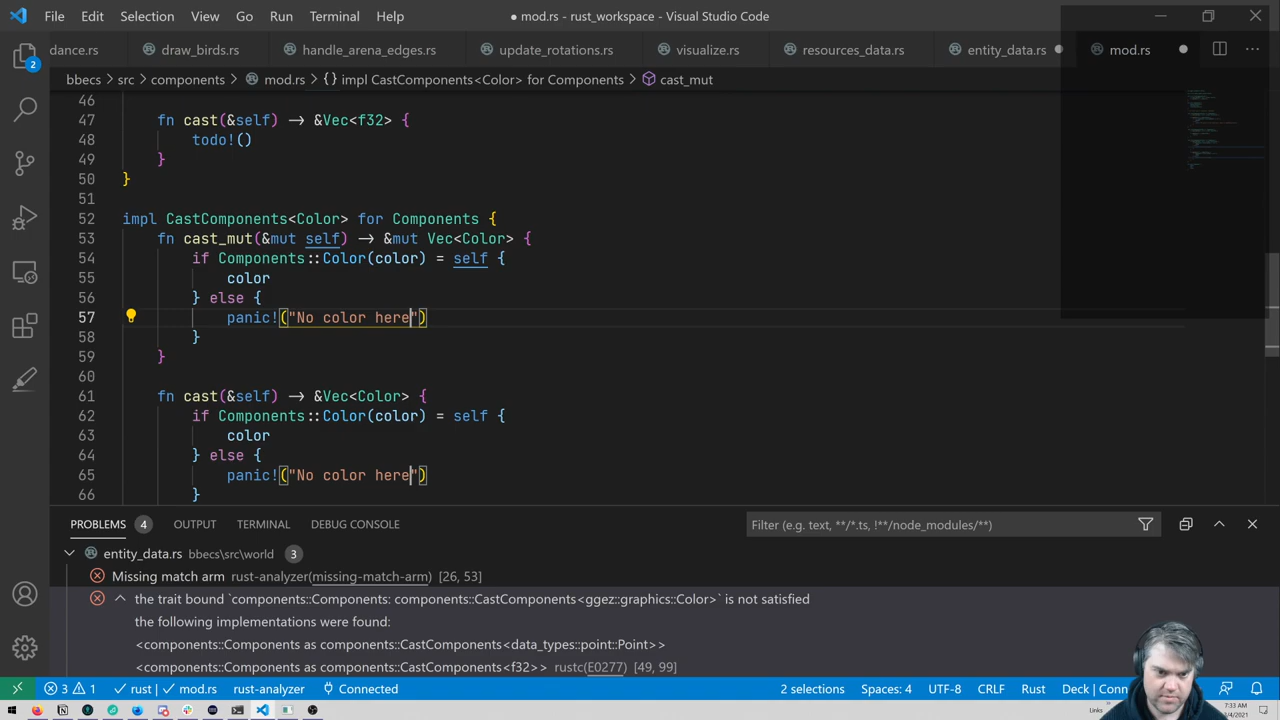 File Edit Selection View Go Run Terminal Help ● mod.rs - rust_workspace - Visual Studio Code
dance.rs draw_birds.rs handle_arena_edges.rs update_rotations.rs visualize.rs resources_data.rs entity_data.rs mod.rs
bbecs > src > components > mod.rs > {} impl CastComponents<Color> for Components > cast_mut
46
47 fn cast(&self) -> &Vec<f32> {
48 todo!()
49 }
50 }
51
52 impl CastComponents<Color> for Components {
53 fn cast_mut(&mut self) -> &mut Vec<Color> {
54 if Components::Color(color) = self {
55 color
56 } else {
57 panic!("No color here")
58 }
59 }
60
61 fn cast(&self) -> &Vec<Color> {
62 if Components::Color(color) = self {
63 color
64 } else {
65 panic!("No color here")
66 }
PROBLEMS 4 OUTPUT TERMINAL DEBUG CONSOLE Filter (e.g. text, **/*.ts, !**/node_modules/**)
entity_data.rs bbecs\src\world 3
Missing match arm rust-analyzer(missing-match-arm) [26, 53]
the trait bound `components::Components: components::CastComponents<ggez::graphics::Color>` is not satisfied
the following implementations were found:
<components::Components as components::CastComponents<data_types::point::Point>>
<components::Components as components::CastComponents<f32>> rustc(E0277) [49, 99]
2
3 1 rust | mod.rs rust-analyzer Connected 2 selections Spaces: 4 UTF-8 CRLF Rust Deck | Conn
Links 7:33 AM